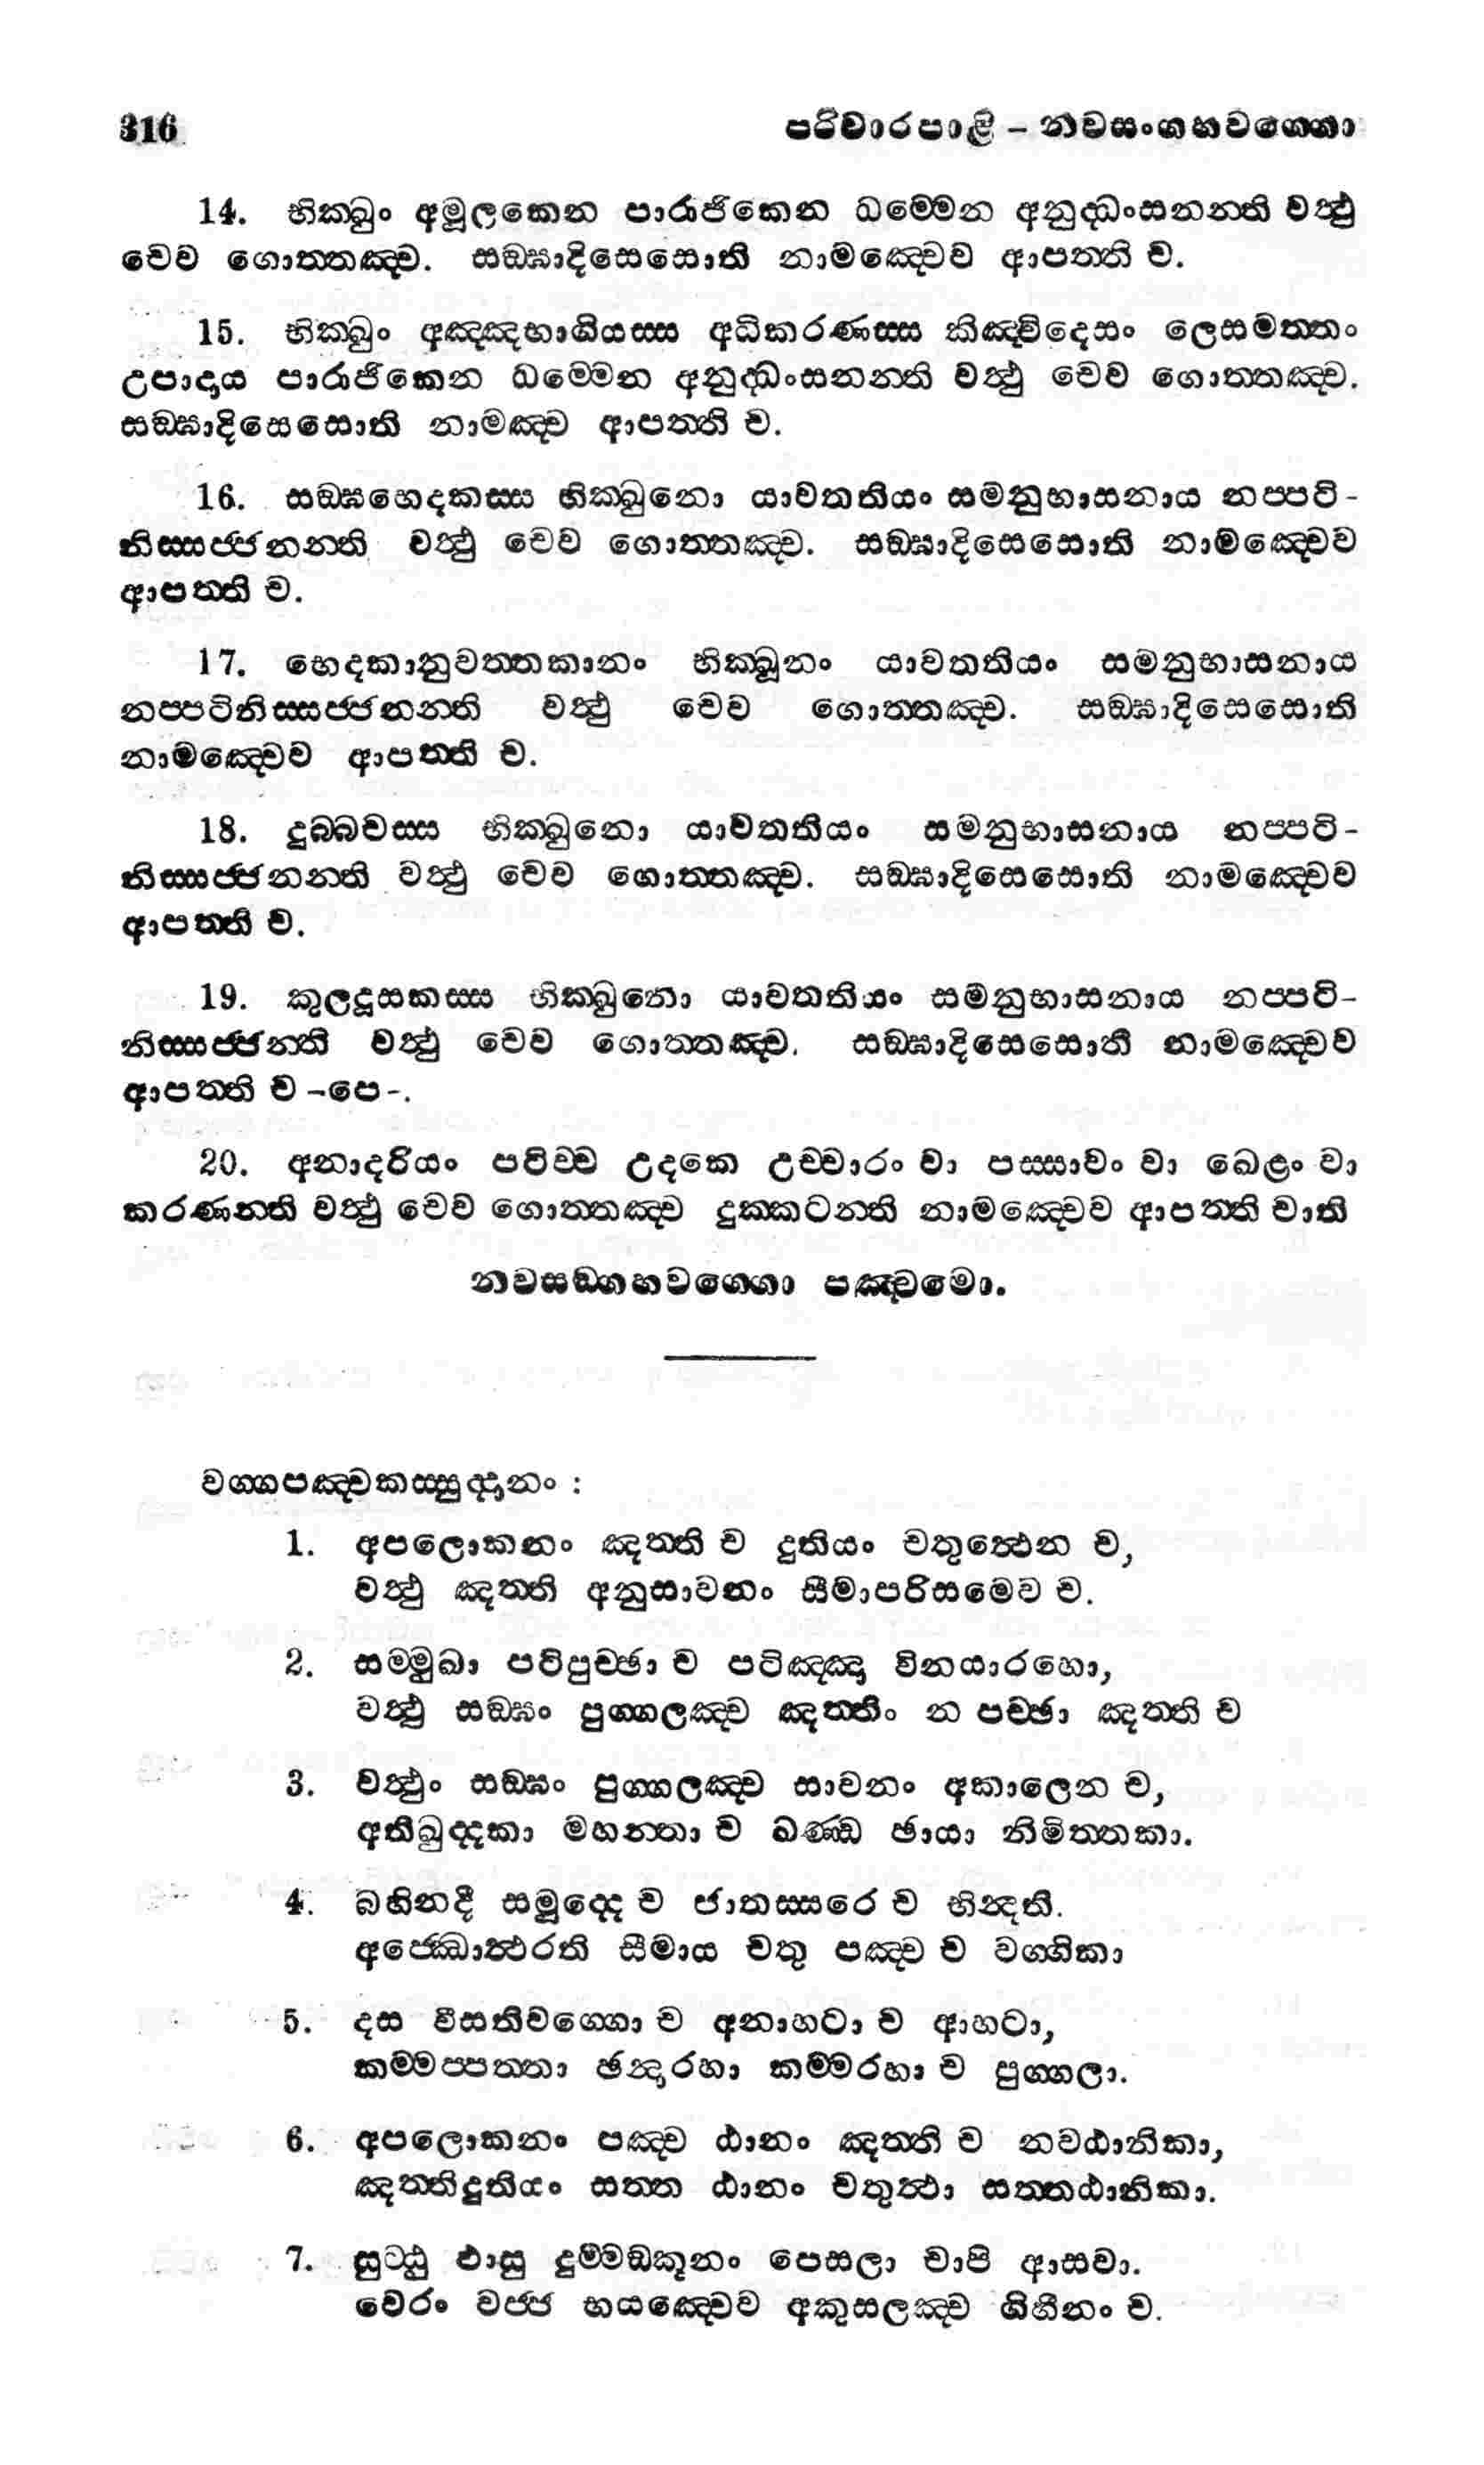 316 පරිවාරපාළි – නවසංගහවග්ගො
14. භික්ඛුං අමූලකෙන පාරාජිකෙන ධම්මෙන අනුද්ධංසනන්ති වත්ථු
චෙව ගොත්තඤ්ච. සඞ්ඝාදිසෙසොති නාමඤ්චෙව ආපත්ති ච.
15. භික්ඛුං අඤ්ඤභාගියස්ස අධිකරණස්ස කිඤ්චිදෙසං ලෙසමත්තං
උපාදාය පාරාජිකෙන ධම්මෙන අනුද්ධංසනන්ති වත්ථු චෙව ගොත්තඤ්ච.
සඞ්ඝාදිසෙසොති නාමඤ්ච ආපත්ති ච.
16. සඞ්ඝභෙදකස්ස භික්ඛුනො යාවතතියං සමනුභාසනාය නප්පටි-
නිස්සජ්ජනන්ති වත්ථු චෙව ගොත්තඤ්ච. සඞ්ඝාදිසෙසොති නාමඤ්චෙව
ආපත්ති ච.
17. භෙදකානුවත්තකානං භික්ඛූනං යාවතතියං සමනුභාසනාය
නප්පටිනිස්සජ්ජනන්ති වත්ථු චෙව ගොත්තඤ්ච. සඞ්ඝාදිසෙසොති
නාමඤ්චෙව ආපත්ති ච.
18. දුබ්බචස්ස භික්ඛුනො යාවතතියං සමනුභාසනාය නප්පටි-
නිස්සජ්ජනන්ති වත්ථු චෙව ගොත්තඤ්ච. සඞ්ඝාදිසෙසොති නාමඤ්චෙව
ආපත්ති ච.
19. කුලදූසකස්ස භික්ඛුනො යාවතතියං සමනුභාසනාය නප්පටි-
නිස්සජ්ජන්ති වත්ථු චෙව ගොත්තඤ්ච. සඞ්ඝාදිසෙසොති නාමඤ්චෙව
ආපත්ති ච –පෙ–.
20. අනාදරියං පටිච්ච උදකෙ උච්චාරං වා පස්සාවං වා ඛෙළං වා
කරණන්ති වත්ථු චෙව ගොත්තඤ්ච දුක්කටන්ති නාමඤ්චෙව ආපත්ති චාති
නවසඞ්ගහවග්ගො පඤ්චමො.
වග්ගපඤ්චකස්සුද්දානං :
1. අපලොකනං ඤත්ති ච දුතියං චතුත්ථෙන ච,
වත්ථු ඤත්ති අනුසාවනං සීමාපරිසමෙව ච.
2. සම්මුඛා පටිපුච්ඡා ච පටිඤ්ඤා විනයාරහො,
වත්ථු සඞ්ඝං පුග්ගලඤ්ච ඤත්තිං න පච්ඡා ඤත්ති ච
3. වත්ථුං සඞ්ඝං පුග්ගලඤ්ච සාවනං අකාලෙන ච,
අතිඛුද්දකා මහන්තා ච ඛණ්ඩ ඡායා නිමිත්තකා.
4. බහිනදී සමුද්දෙ ච ජාතස්සරෙ ච භින්දති.
අජ්ඣොත්ථරති සීමාය චතු පඤ්ච ච වග්ගිකා
5. දස වීසතිවග්ගො ච අනාහටා ච ආහටා,
කම්මප්පත්තා ඡන්දාරහා කම්මරහා ච පුග්ගලා.
6. අපලොකනං පඤ්ච ඨානං ඤත්ති ච නවඨානිකා,
ඤත්තිදුතියං සත්ත ඨානං චතුත්ථා සත්තඨානිකා.
7. සුට්ඨු ඵාසු දුම්මඞ්කූනං පෙසලා චාපි ආසවා.
වෙරං වජ්ජ භයඤ්චෙව අකුසලඤ්ච ගිහීනං ච.